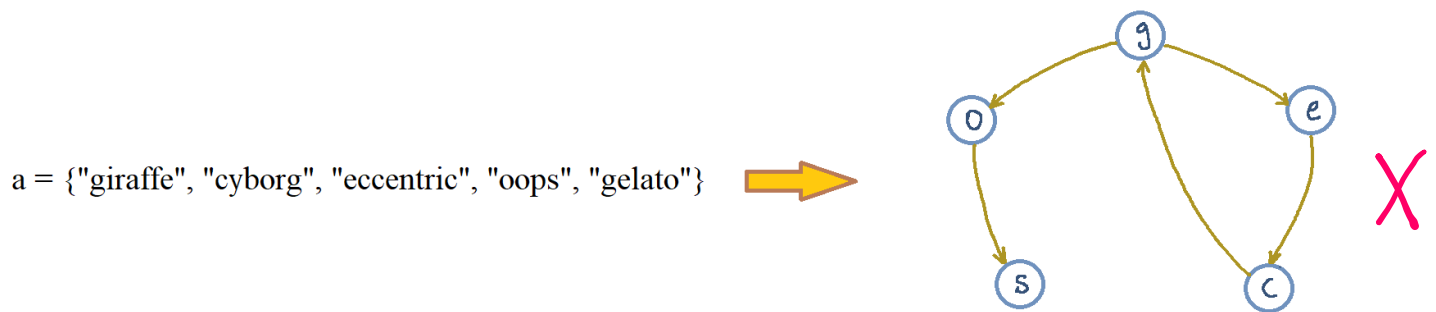 a = {"giraffe", "cyborg", "eccentric", "oops", "gelato"}
g
o
e
s
c
X